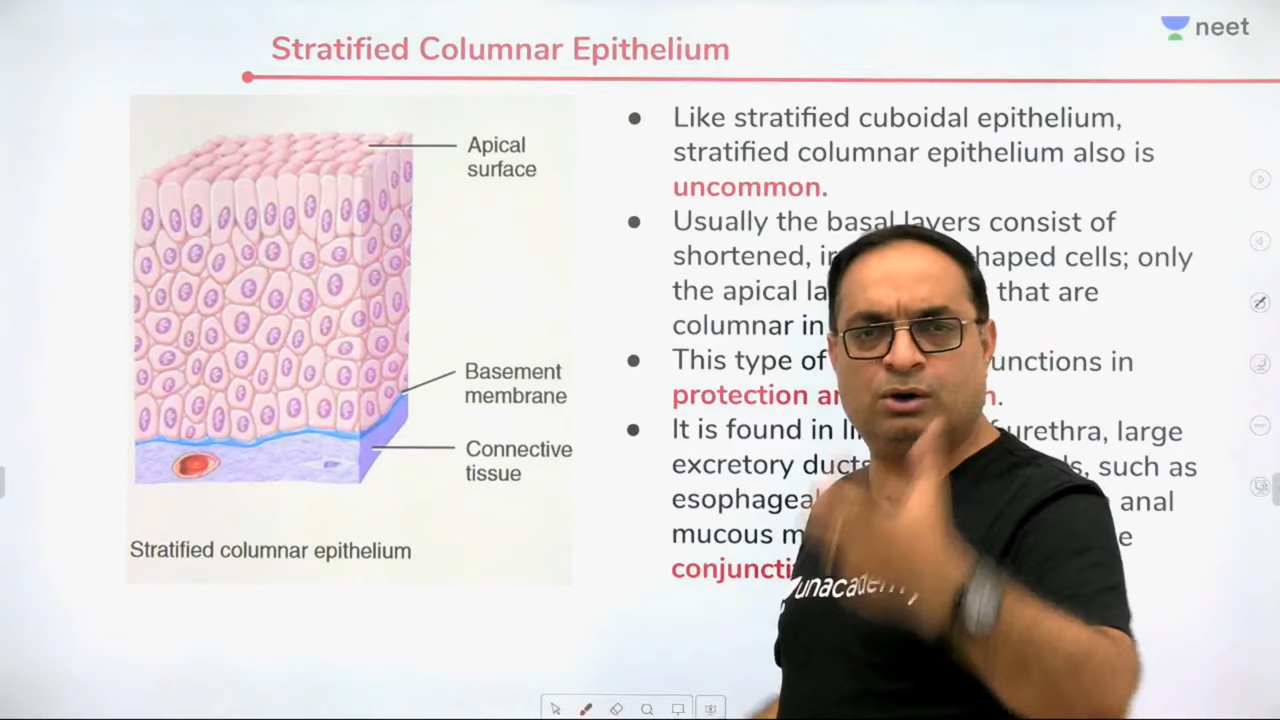 neet
Stratified Columnar Epithelium
Apical
surface
Basement
membrane
Connective
tissue
Stratified columnar epithelium
Like stratified cuboidal epithelium,
stratified columnar epithelium also is
uncommon.
Usually the basal layers consist of
shortened, haped cells; only
the apical that are
columnar in
This type of unctions in
protection
It is found in urethra, large
excretory ducts such as
esophageal anal
mucous
conjuncti
unacademy